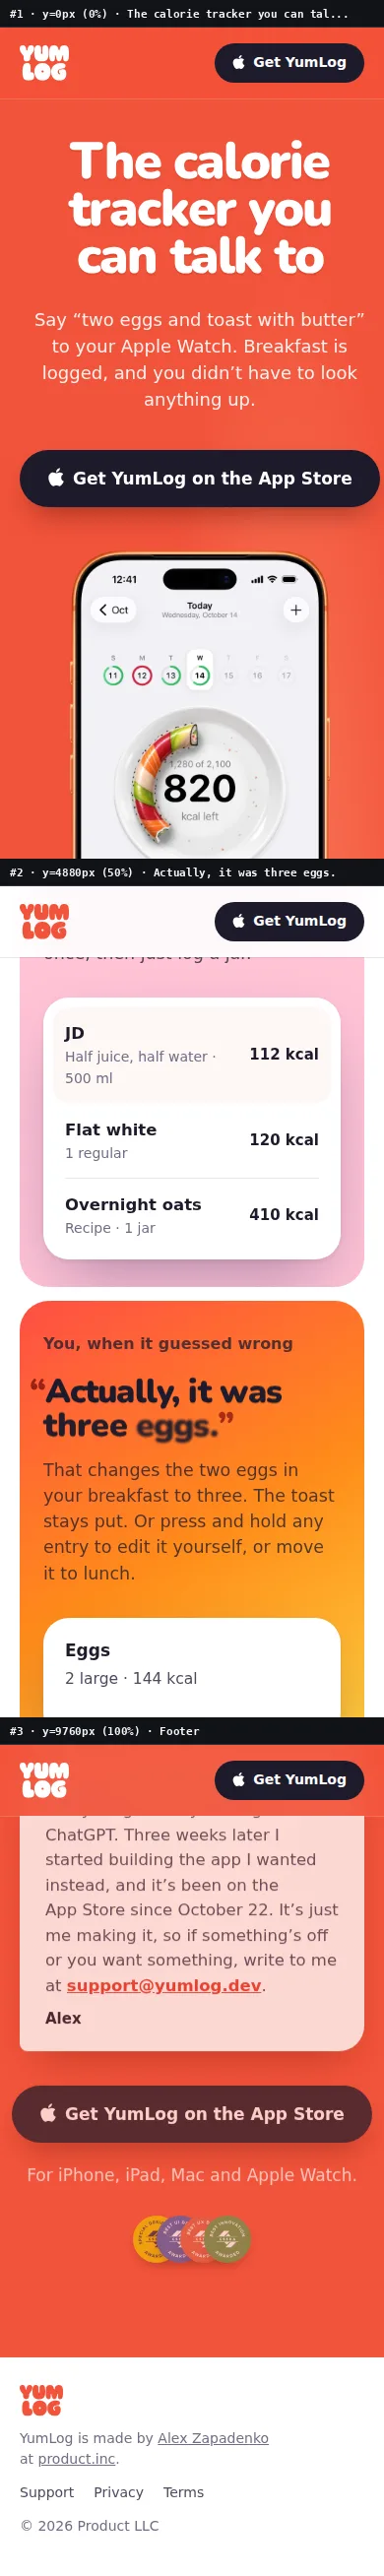 #1 · y=0px (0%) · The calorie tracker you can tal...
YUM
LOG
Get YumLog
The calorie
tracker you
can talk to
Say “two eggs and toast with butter”
to your Apple Watch. Breakfast is
logged, and you didn’t have to look
anything up.
Get YumLog on the App Store
12:41
Oct
Today
Wednesday, October 14
S M T W T F S
11 12 13 14 15 16 17
1,280 of 2,100
820
kcal left
#2 · y=4880px (50%) · Actually, it was three eggs.
YUM
LOG
Get YumLog
once, then just log a jar.
JD
Half juice, half water ·
500 ml
112 kcal
Flat white
1 regular
120 kcal
Overnight oats
Recipe · 1 jar
410 kcal
You, when it guessed wrong
“Actually, it was
three eggs.”
That changes the two eggs in
your breakfast to three. The toast
stays put. Or press and hold any
entry to edit it yourself, or move
it to lunch.
Eggs
2 large · 144 kcal
#3 · y=9760px (100%) · Footer
YUM
LOG
Get YumLog
ChatGPT. Three weeks later I
started building the app I wanted
instead, and it’s been on the
App Store since October 22. It’s just
me making it, so if something’s off
or you want something, write to me
at support@yumlog.dev.
Alex
Get YumLog on the App Store
For iPhone, iPad, Mac and Apple Watch.
YUM
LOG
YumLog is made by Alex Zapadenko
at product.inc.
Support Privacy Terms
© 2026 Product LLC